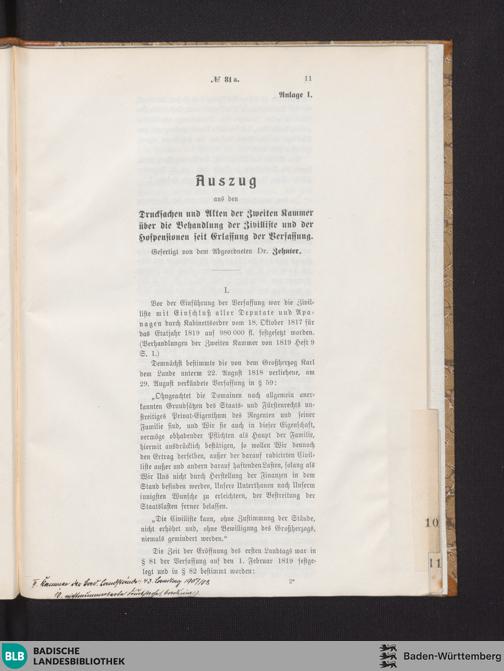 № 81 a. 11
Anlage I.
Auszug
aus den
Drucksachen und Akten der Zweiten Kammer
über die Behandlung der Zivilliste und der
Hofpensionen seit Erlassung der Verfassung.
Gefertigt von dem Abgeordneten Dr. Zehnter.
I.
Vor der Einführung der Verfassung war die Zivil-
liste mit Einschluß aller Deputate und Apa-
nagen durch Kabinettsordre vom 18. Oktober 1817 für
das Etatjahr 1819 auf 980 000 fl. festgesetzt worden.
(Verhandlungen der Zweiten Kammer von 1819 Heft 9
S. 1.)
Demnächst bestimmte die von dem Großherzog Karl
dem Lande unterm 22. August 1818 verliehene, am
29. August verkündete Verfassung in § 59:
„Ohngeachtet die Domainen nach allgemein aner-
kannten Grundsätzen des Staats- und Fürstenrechts un-
streitiges Privat-Eigenthum des Regenten und seiner
Familie sind, und Wir sie auch in dieser Eigenschaft,
vermöge obhabender Pflichten als Haupt der Familie,
hiermit ausdrücklich bestätigen, so wollen Wir dennoch
den Ertrag derselben, außer der darauf radicirten Civil-
liste außer und andern darauf haftenden Lasten, so lang als
Wir Uns nicht durch Herstellung der Finanzen in dem
Stand befinden werden, Unsere Unterthanen nach Unserm
innigsten Wunsche zu erleichtern, der Bestreitung der
Staatslasten ferner belassen.
„Die Civilliste kann, ohne Zustimmung der Stände,
nicht erhöht und, ohne Bewilligung des Großherzogs,
niemals gemindert werden."
Die Zeit der Eröffnung des ersten Landtags war in
§ 81 der Verfassung auf den 1. Februar 1819 festge-
legt und in § 82 bestimmt worden:
2*
Kammer der bad. Landstände 43. Landtag 1907/08
10
11
BLB BADISCHE
LANDESBIBLIOTHEK
Baden-Württemberg